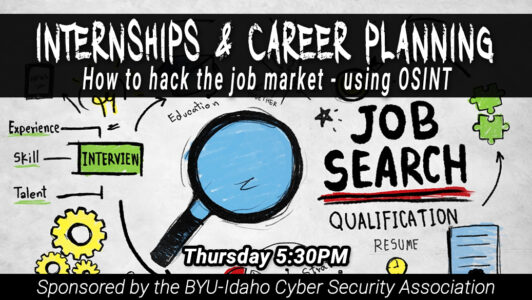 INTERNSHIPS & CAREER PLANNING
How to hack the job market - using OSINT
Education
Experience
Skill
INTERVIEW
Talent
JOB
SEARCH
QUALIFICATION
RESUME
Thursday 5:30PM
Sponsored by the BYU-Idaho Cyber Security Association